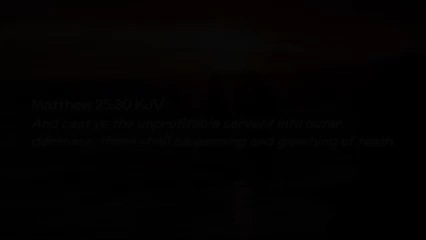 Matthew 25:30 KJV
And cast ye the unprofitable servant into outer
darkness: there shall be weeping and gnashing of teeth.